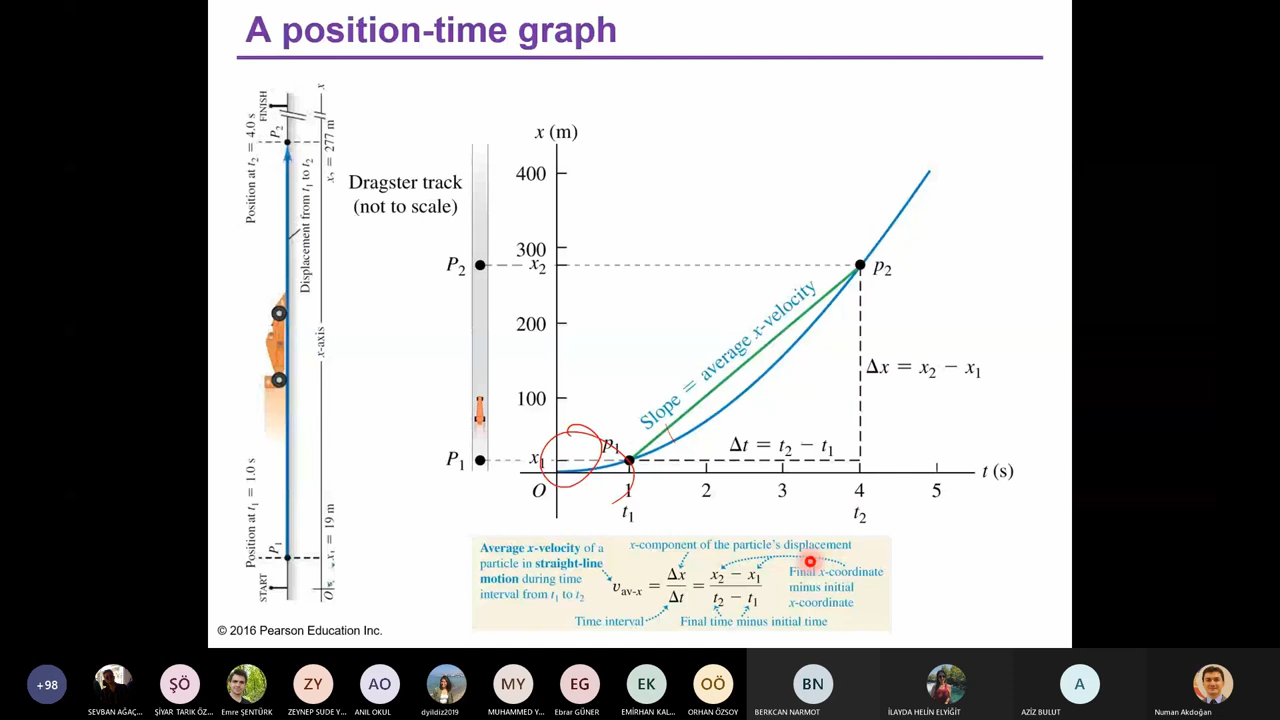 A position-time graph
START
FINISH
P₁
P₂
Position at t₁ = 1.0 s
Position at t₂ = 4.0 s
Displacement from t₁ to t₂
x-axis
x
O
x₁ = 19 m
x₂ = 277 m
Dragster track
(not to scale)
P₂
P₁
x (m)
400
300
x₂
200
100
x₁
O
1
2
3
4
5
t (s)
t₁
t₂
p₁
p₂
Slope = average x-velocity
Δx = x₂ − x₁
Δt = t₂ − t₁
Average x-velocity of a
particle in straight-line
motion during time
interval from t₁ to t₂
x-component of the particle's displacement
υav-x = Δx/Δt = (x₂ − x₁)/(t₂ − t₁)
Final x-coordinate
minus initial
x-coordinate
Time interval
Final time minus initial time
© 2016 Pearson Education Inc.
+98
ŞÖ
ZY
AO
MY
EG
EK
OÖ
BN
A
SEVBAN AĞAÇ...
ŞİYAR TARIK ÖZ...
Emre ŞENTÜRK
ZEYNEP SUDE Y...
ANIL OKUL
dyildiz2019
MUHAMMED Y...
Ebrar GÜNER
EMİRHAN KAL...
ORHAN ÖZSOY
BERKCAN NARMOT
İLAYDA HELİN ELYİĞİT
AZİZ BULUT
Numan Akdoğan